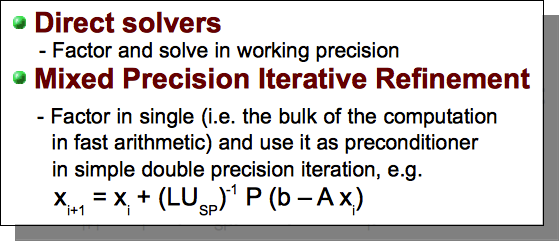 Direct solvers
- Factor and solve in working precision
Mixed Precision Iterative Refinement
- Factor in single (i.e. the bulk of the computation
in fast arithmetic) and use it as preconditioner
in simple double precision iteration, e.g.
x_{i+1} = x_i + (LU_{SP})^{-1} P (b – A x_i)